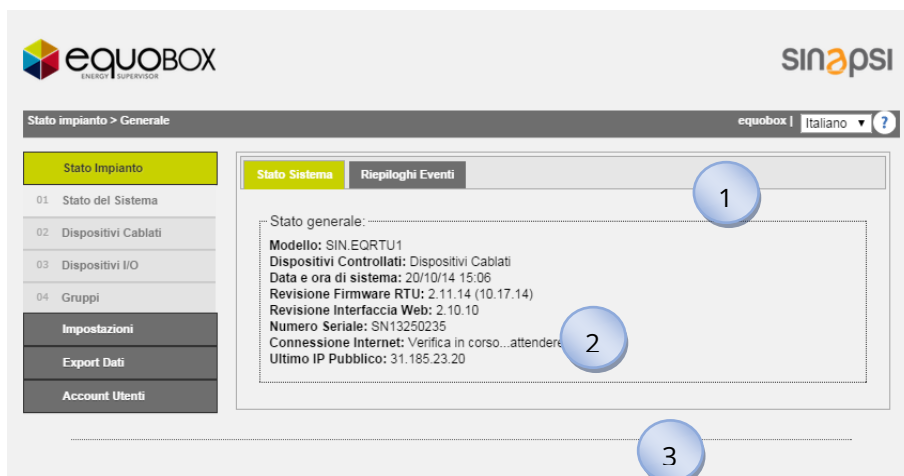 equobox
ENERGY SUPERVISOR
sinapsi
Stato impianto > Generale
equobox |
Italiano
?
Stato Impianto
01 Stato del Sistema
02 Dispositivi Cablati
03 Dispositivi I/O
04 Gruppi
Impostazioni
Export Dati
Account Utenti
Stato Sistema
Riepiloghi Eventi
1
Stato generale:
Modello: SIN.EQRTU1
Dispositivi Controllati: Dispositivi Cablati
Data e ora di sistema: 20/10/14 15:06
Revisione Firmware RTU: 2.11.14 (10.17.14)
Revisione Interfaccia Web: 2.10.10
Numero Seriale: SN13250235
Connessione Internet: Verifica in corso...attendere
Ultimo IP Pubblico: 31.185.23.20
2
3